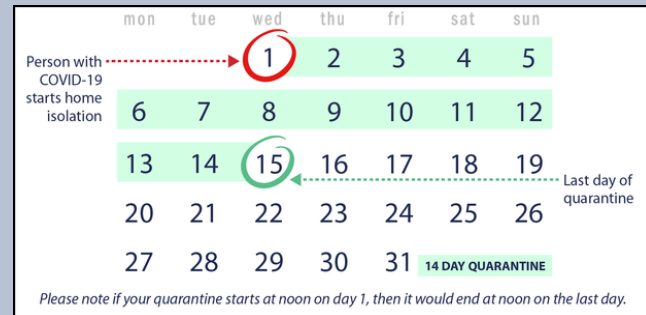 mon tue wed thu fri sat sun
Person with
COVID-19
starts home
isolation
1 2 3 4 5
6 7 8 9 10 11 12
13 14 15 16 17 18 19
Last day of
quarantine
20 21 22 23 24 25 26
27 28 29 30 31 14 DAY QUARANTINE
Please note if your quarantine starts at noon on day 1, then it would end at noon on the last day.